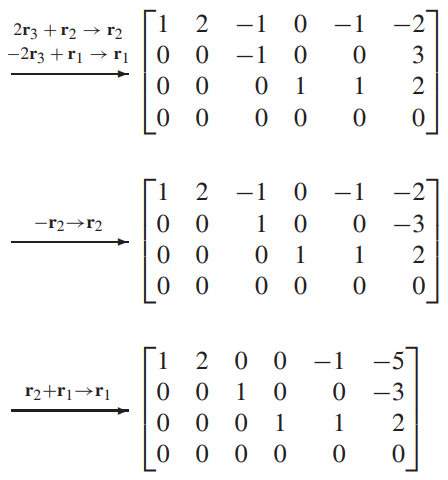 2r₃ + r₂ → r₂
−2r₃ + r₁ → r₁
1 2 −1 0 −1 −2
0 0 −1 0 0 3
0 0 0 1 1 2
0 0 0 0 0 0
−r₂→r₂
1 2 −1 0 −1 −2
0 0 1 0 0 −3
0 0 0 1 1 2
0 0 0 0 0 0
r₂+r₁→r₁
1 2 0 0 −1 −5
0 0 1 0 0 −3
0 0 0 1 1 2
0 0 0 0 0 0